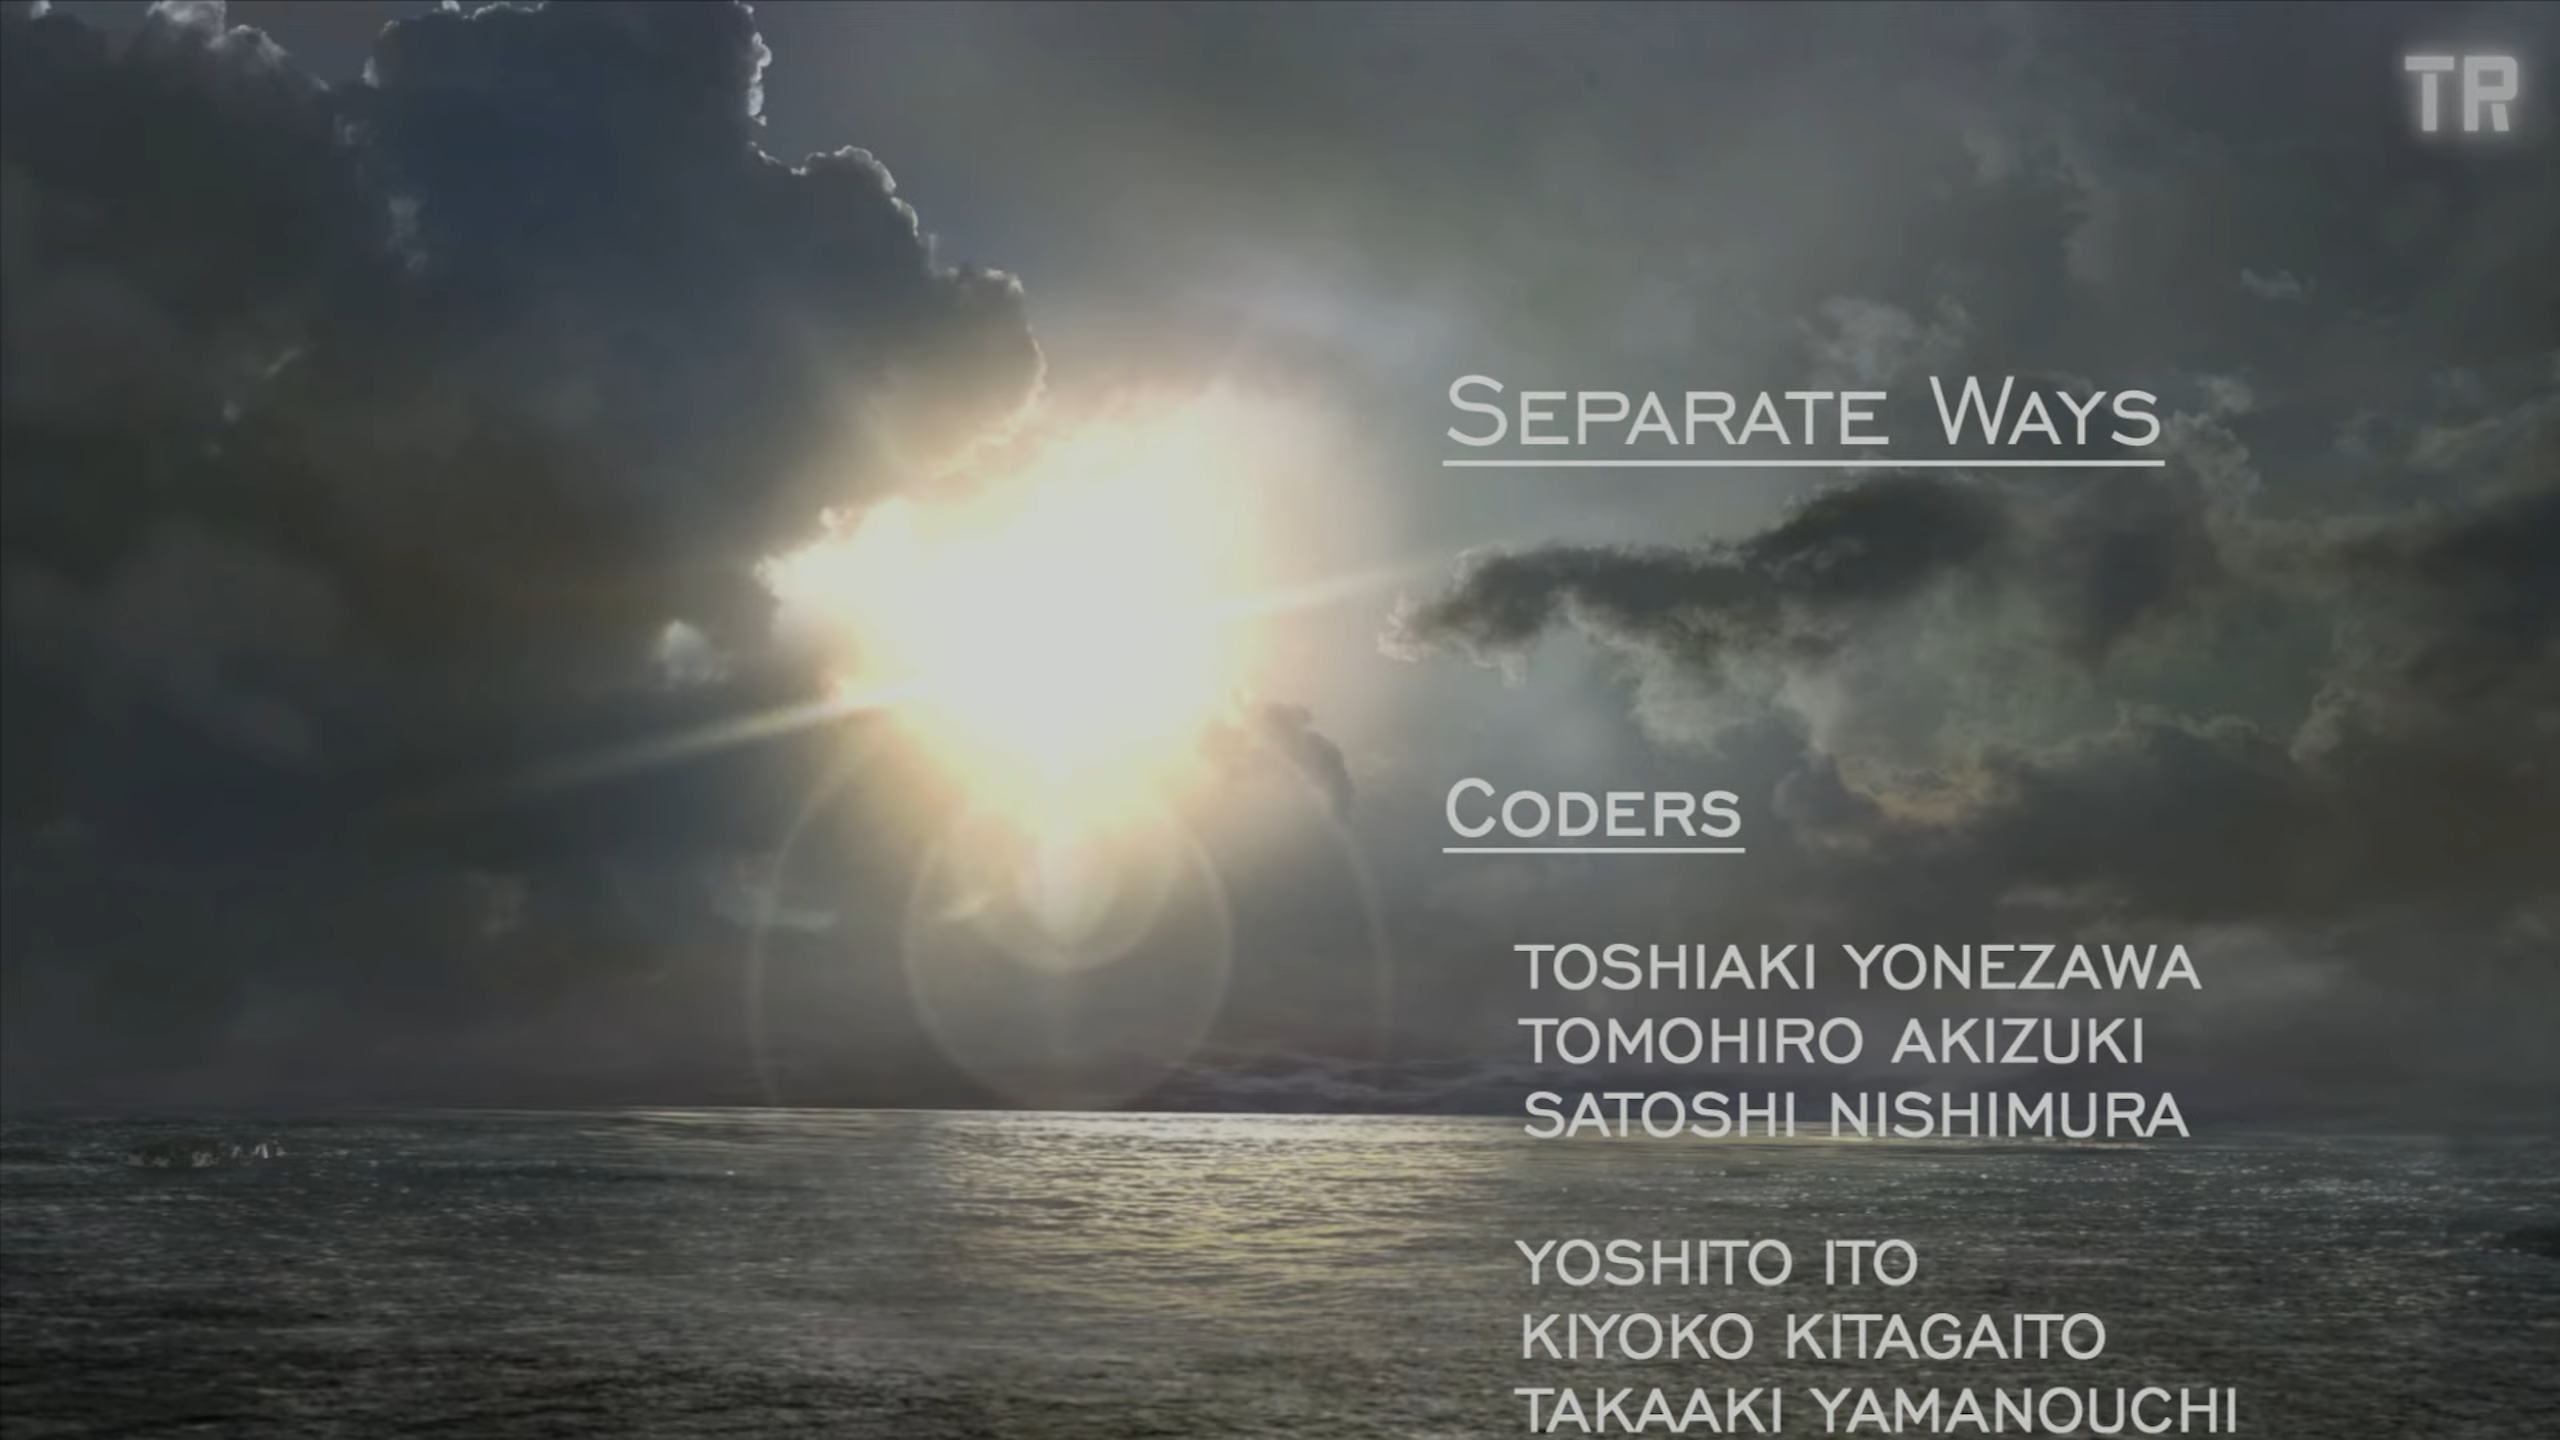 TR
SEPARATE WAYS
CODERS
TOSHIAKI YONEZAWA
TOMOHIRO AKIZUKI
SATOSHI NISHIMURA
YOSHITO ITO
KIYOKO KITAGAITO
TAKAAKI YAMANOUCHI